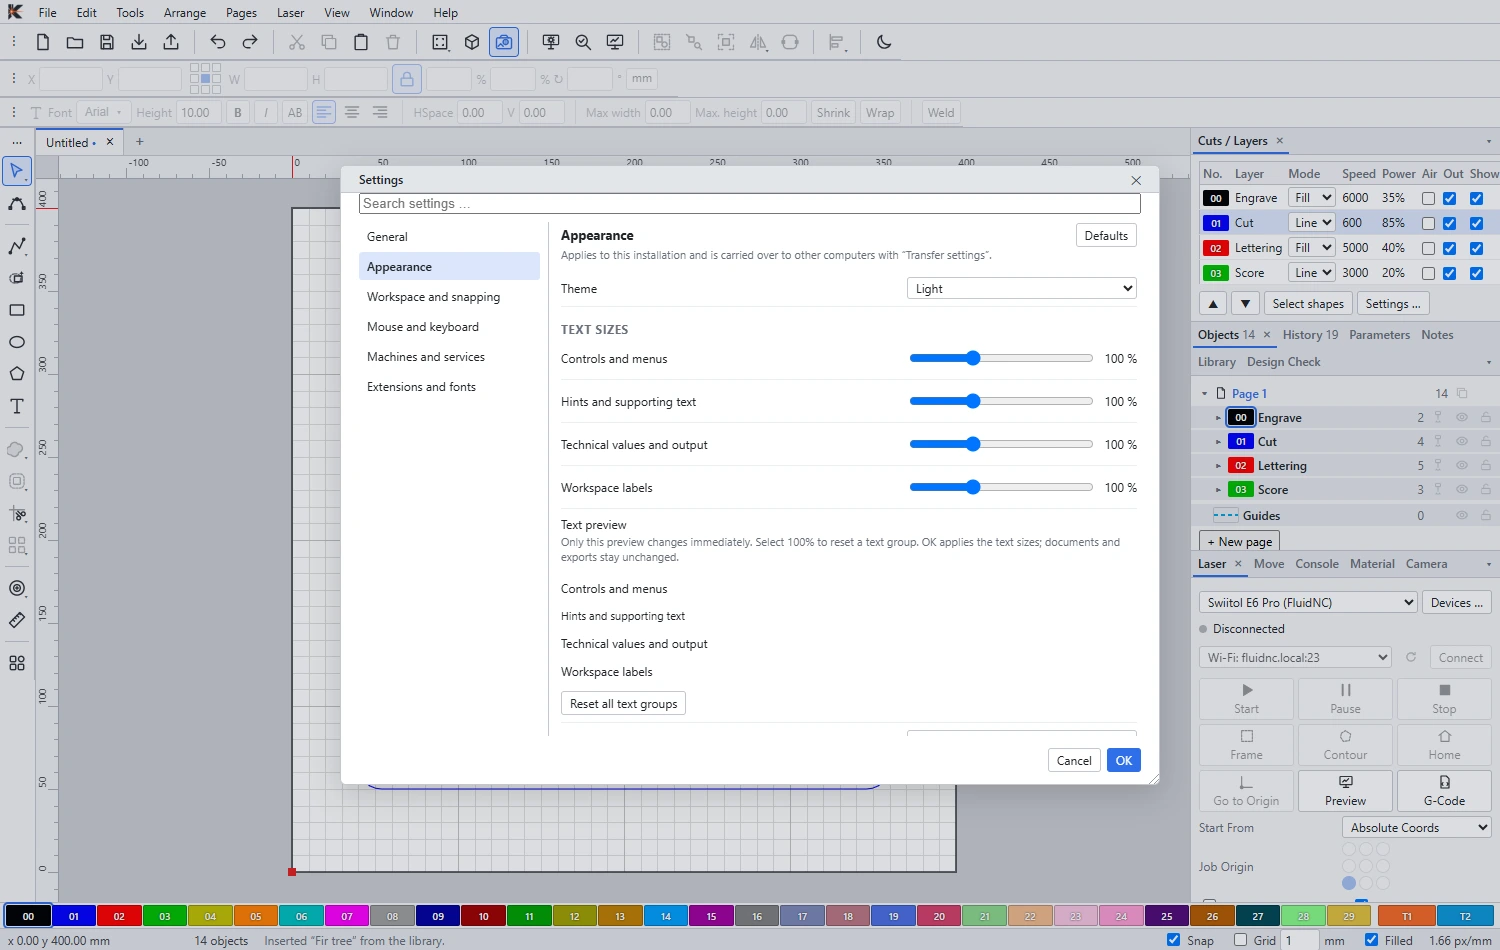 File Edit Tools Arrange Pages Laser View Window Help
X Y W H % % ° mm
Font Arial Height 10.00 B I AB HSpace 0.00 V 0.00 Max width 0.00 Max. height 0.00 Shrink Wrap Weld
Untitled •
-100 -50 0 50 100 150 200 250 300 350 400 450 500
400
350
300
250
200
150
100
50
0
Settings
Search settings ...
General
Appearance
Workspace and snapping
Mouse and keyboard
Machines and services
Extensions and fonts
Appearance
Defaults
Applies to this installation and is carried over to other computers with “Transfer settings”.
Theme Light
TEXT SIZES
Controls and menus 100 %
Hints and supporting text 100 %
Technical values and output 100 %
Workspace labels 100 %
Text preview
Only this preview changes immediately. Select 100% to reset a text group. OK applies the text sizes; documents and
exports stay unchanged.
Controls and menus
Hints and supporting text
Technical values and output
Workspace labels
Reset all text groups
Cancel OK
Cuts / Layers
No. Layer Mode Speed Power Air Out Show
00 Engrave Fill 6000 35%
01 Cut Line 600 85%
02 Lettering Fill 5000 40%
03 Score Line 3000 20%
Select shapes Settings ...
Objects 14 History 19 Parameters Notes
Library Design Check
Page 1 14
00 Engrave 2
01 Cut 4
02 Lettering 5
03 Score 3
Guides 0
+ New page
Laser Move Console Material Camera
Swiitol E6 Pro (FluidNC) Devices ...
Disconnected
Wi-Fi: fluidnc.local:23 Connect
Start Pause Stop
Frame Contour Home
Go to Origin Preview G-Code
Start From Absolute Coords
Job Origin
00 01 02 03 04 05 06 07 08 09 10 11 12 13 14 15 16 17 18 19 20 21 22 23 24 25 26 27 28 29 T1 T2
x 0.00 y 400.00 mm 14 objects Inserted “Fir tree” from the library. Snap Grid 1 mm Filled 1.66 px/mm